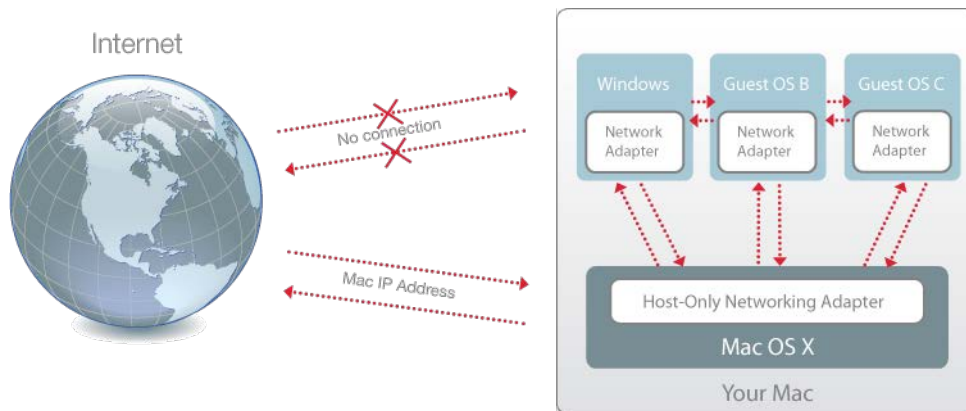 Internet
No connection
Mac IP Address
Windows
Guest OS B
Guest OS C
Network
Adapter
Network
Adapter
Network
Adapter
Host-Only Networking Adapter
Mac OS X
Your Mac